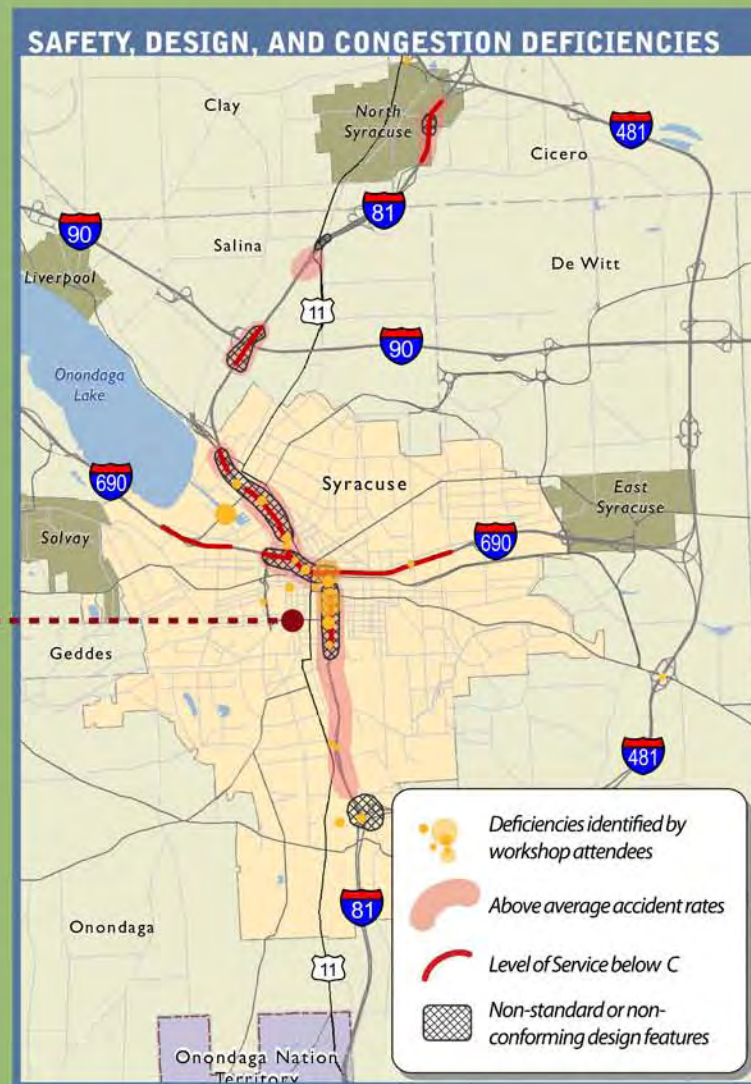 SAFETY, DESIGN, AND CONGESTION DEFICIENCIES
Clay
North
Syracuse
481
Cicero
81
90
Salina
Liverpool
De Witt
11
90
Onondaga
Lake
690
Syracuse
East
Syracuse
Solvay
690
Geddes
481
Deficiencies identified by
workshop attendees
Above average accident rates
81
Onondaga
Level of Service below C
11
Non-standard or non-
conforming design features
Onondaga Nation
Territory